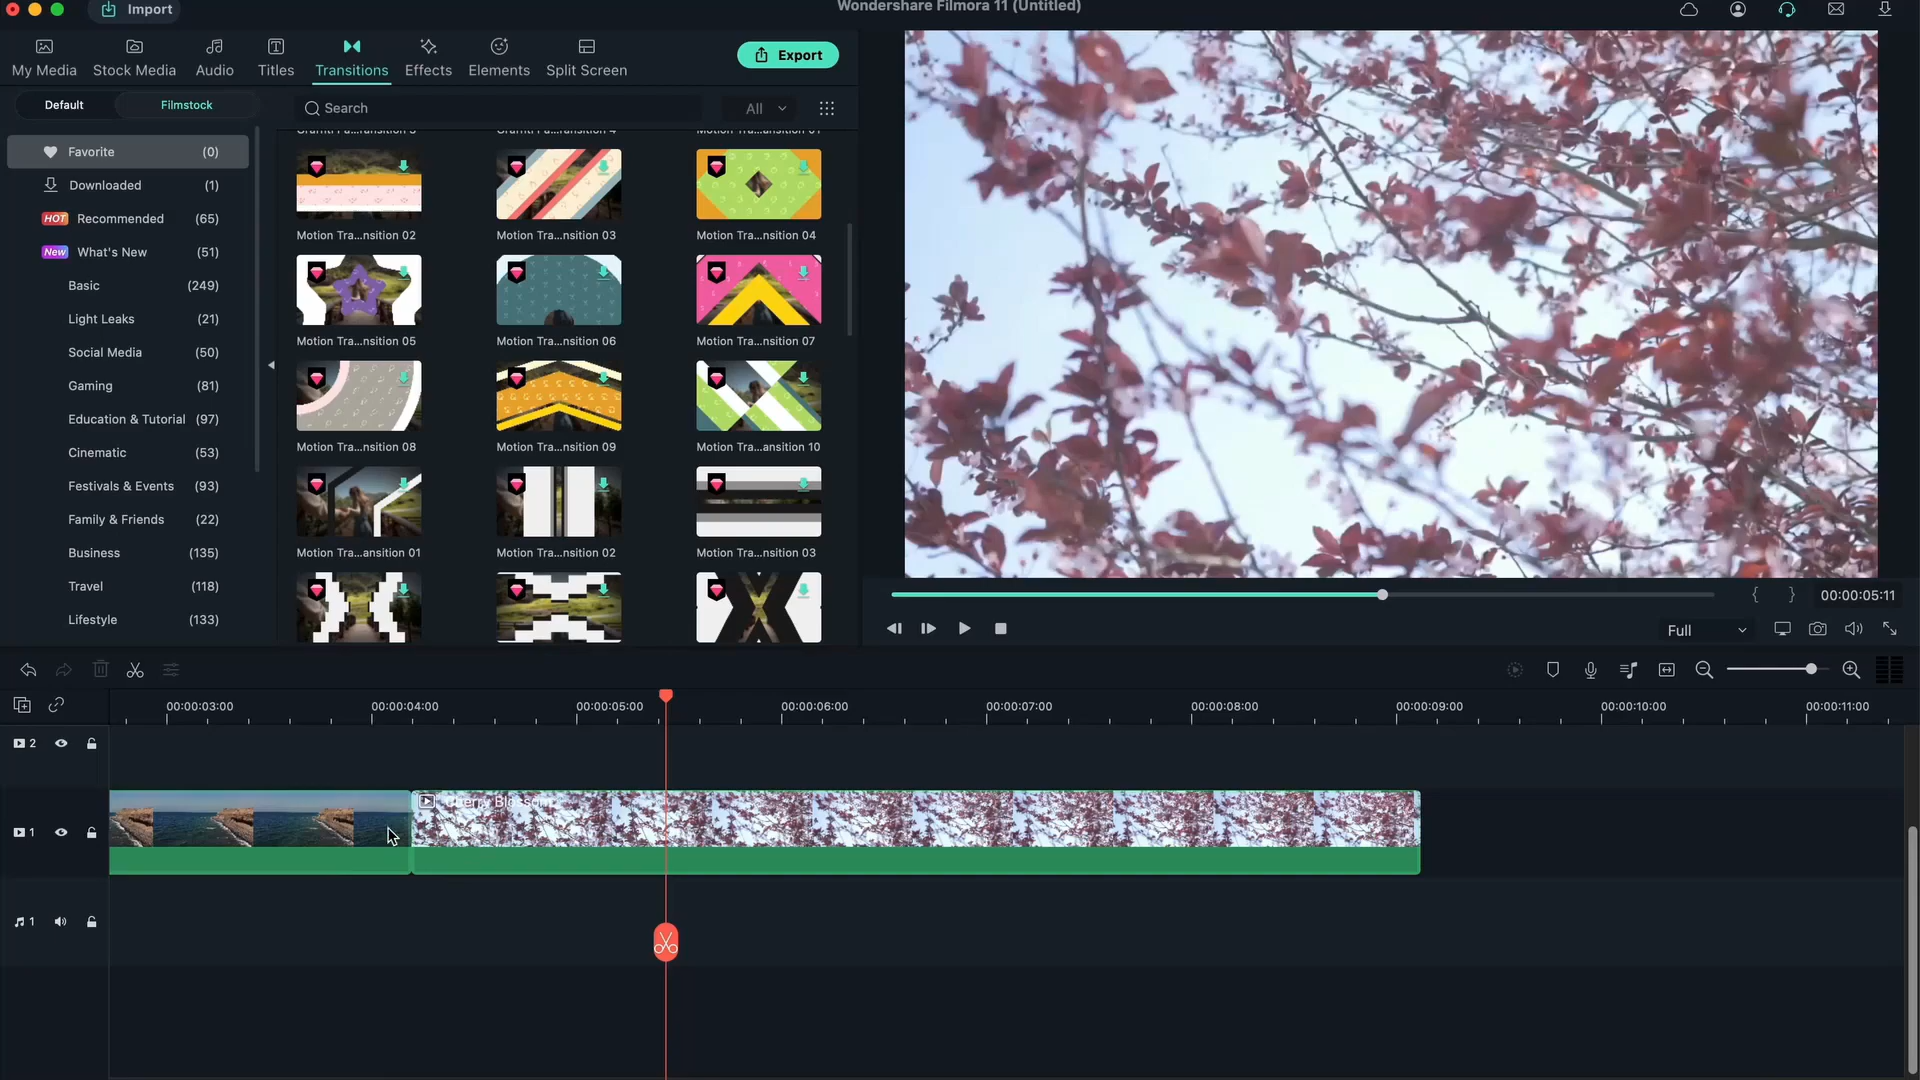 Import
Wondershare Filmora 11 (Untitled)
My Media
Stock Media
Audio
Titles
Transitions
Effects
Elements
Split Screen
Export
Default
Filmstock
Search
All
Favorite (0)
Downloaded (1)
HOT Recommended (65)
New What's New (51)
Basic (249)
Light Leaks (21)
Social Media (50)
Gaming (81)
Education & Tutorial (97)
Cinematic (53)
Festivals & Events (93)
Family & Friends (22)
Business (135)
Travel (118)
Lifestyle (133)
Motion Tra...nsition 02
Motion Tra...nsition 03
Motion Tra...nsition 04
Motion Tra...nsition 05
Motion Tra...nsition 06
Motion Tra...nsition 07
Motion Tra...nsition 08
Motion Tra...nsition 09
Motion Tra...ansition 10
Motion Tra...ansition 01
Motion Tra...nsition 02
Motion Tra...nsition 03
{ } 00:00:05:11
Full
00:00:03:00
00:00:04:00
00:00:05:00
00:00:06:00
00:00:07:00
00:00:08:00
00:00:09:00
00:00:10:00
00:00:11:00
2
Cherry Blossom
1
1